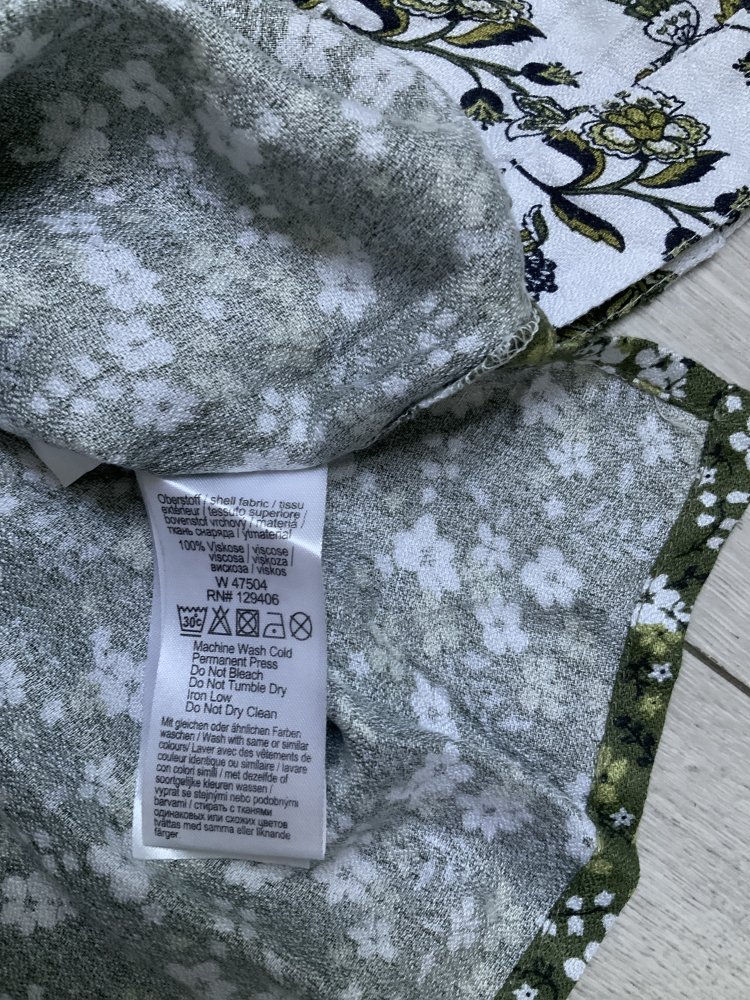 Oberstoff / shell fabric / tissu
extérieur / tessuto superiore
bovenstof vrchový / materiá /
ткань снаряда / ytmaterial
100% Viskose / viscose
viscosa / viskoza
вискоза / viskos
W 47504
RN# 129406
30°c
Machine Wash Cold
Permanent Press
Do Not Bleach
Do Not Tumble Dry
Iron Low
Do Not Dry Clean
Mit gleichen oder ähnlichen Farben
waschen / Wash with same or similar
colours/ Laver avec des vêtements de
couleur identique ou similaire / lavare
con colori simili / met dezelfde of
soortgelijke kleuren wassen /
vyprat se stejnými nebo podobnými
barvami / стирать с тканями
одинаковых или схожих цветов
tvättas med samma eller liknande
färger